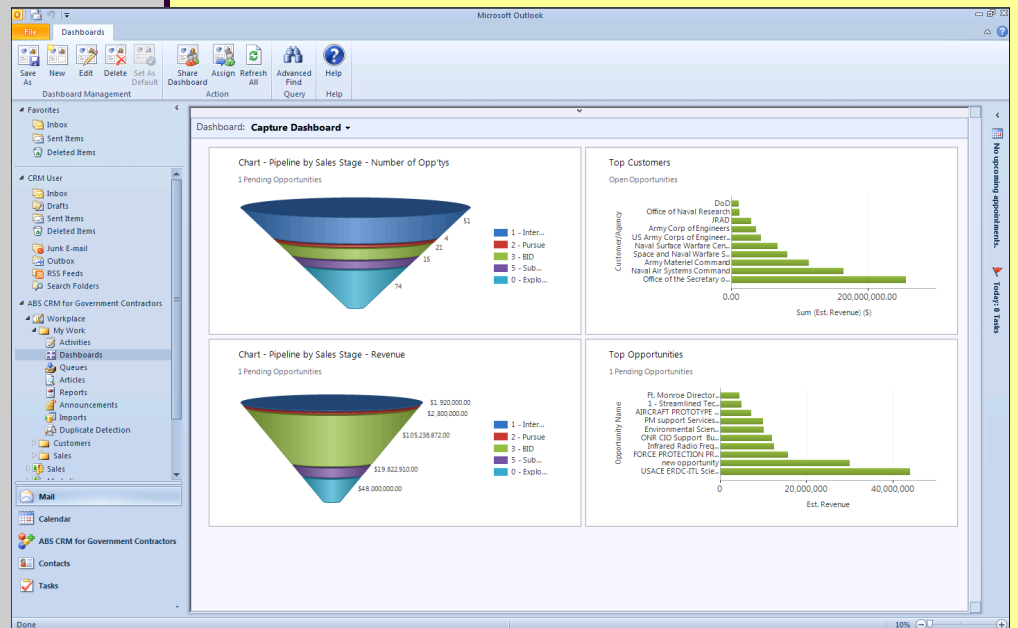 Microsoft Outlook
File
Dashboards
Save As
New
Edit
Delete
Set As Default
Share Dashboard
Assign
Refresh All
Advanced Find
Help
Dashboard Management
Action
Query
Help
Favorites
Inbox
Sent Items
Deleted Items
CRM User
Inbox
Drafts
Sent Items
Deleted Items
Junk E-mail
Outbox
RSS Feeds
Search Folders
ABS CRM for Government Contractors
Workplace
My Work
Activities
Dashboards
Queues
Articles
Reports
Announcements
Imports
Duplicate Detection
Customers
Sales
Sales
Mail
Calendar
ABS CRM for Government Contractors
Contacts
Tasks
Done
Dashboard: Capture Dashboard
Chart - Pipeline by Sales Stage - Number of Opp'tys
1 Pending Opportunities
51
4
21
15
74
1 - Inter...
2 - Pursue
3 - BID
5 - Sub...
0 - Explo...
Top Customers
Open Opportunities
Customer/Agency
DoD
Office of Naval Research
JRAD
Army Corp of Engineers
US Army Corps of Engineer...
Naval Surface Warfare Cen...
Space and Naval Warfare S...
Army Materiel Command
Naval Air Systems Command
Office of the Secretary o...
0.00
200,000,000.00
Sum (Est. Revenue) ($)
Chart - Pipeline by Sales Stage - Revenue
1 Pending Opportunities
$1,920,000.00
$2,800,000.00
$105,236,872.00
$19,822,910.00
$48,000,000.00
1 - Inter...
2 - Pursue
3 - BID
5 - Sub...
0 - Explo...
Top Opportunities
1 Pending Opportunities
Opportunity Name
Ft. Monroe Director...
1 - Streamlined Tec...
AIRCRAFT PROTOTYPE ...
PM support Services...
Environmental Scien...
ONR CIO Support Bu...
Infrared Radio Freq...
FORCE PROTECTION PR...
new opportunity
USACE ERDC-ITL Scie...
0
20,000,000
40,000,000
Est. Revenue
No upcoming appointments.
Today: 0 Tasks
10%